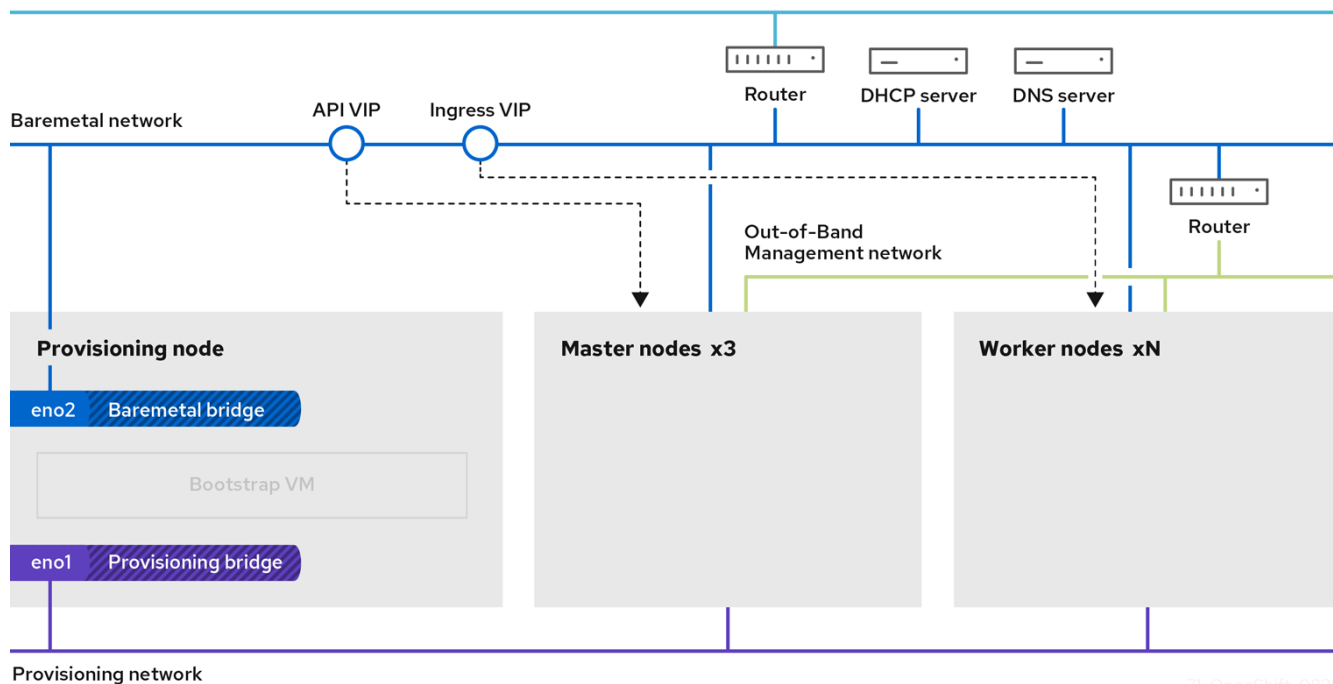 Router
DHCP server
DNS server
API VIP
Ingress VIP
Baremetal network
Router
Out-of-Band
Management network
Provisioning node
Master nodes x3
Worker nodes xN
eno2
Baremetal bridge
Bootstrap VM
eno1
Provisioning bridge
Provisioning network